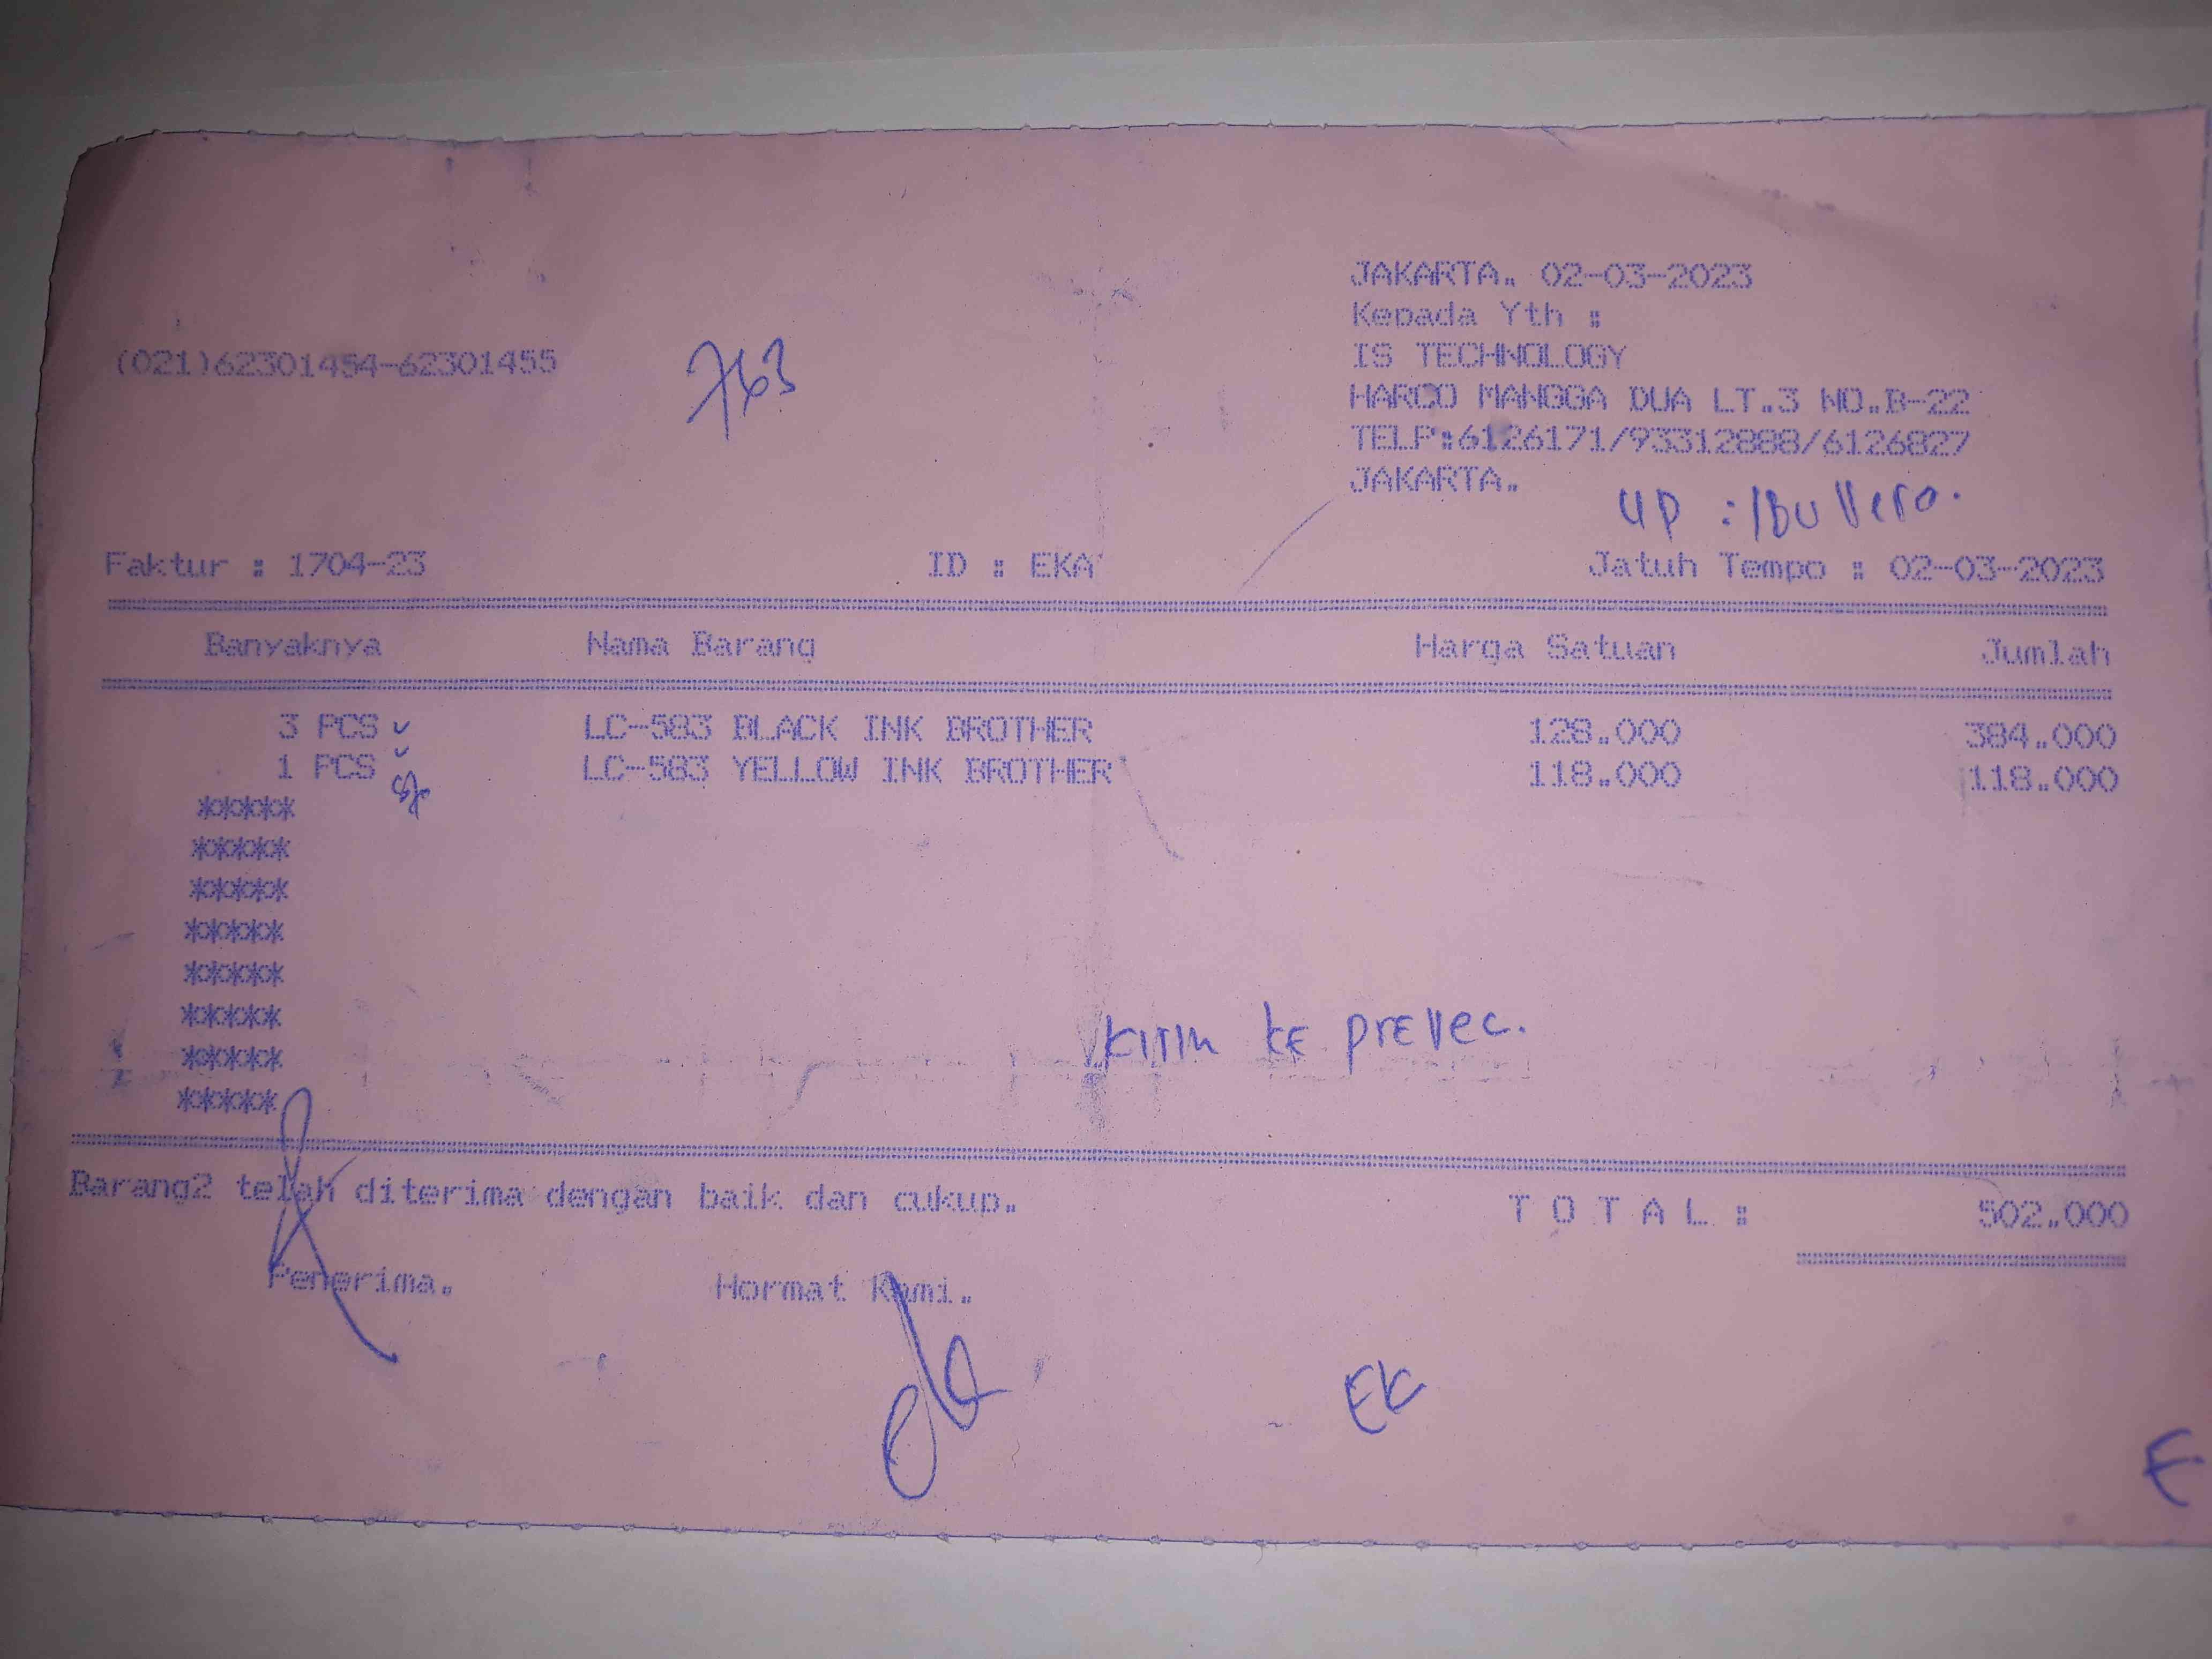 JAKARTA, 02-03-2023
Kepada Yth :
(021)62301454-62301455
763
IS TECHNOLOGY
HARCO MANGGA DUA LT.3 NO.B-22
TELP:6126171/93312888/6126827
JAKARTA.
UP : IBU Vero.
Faktur : 1704-23 ID : EKA Jatuh Tempo : 02-03-2023
Banyaknya Nama Barang Harga Satuan Jumlah
3 PCS LC-583 BLACK INK BROTHER 128.000 384.000
1 PCS LC-583 YELLOW INK BROTHER 118.000 118.000
*****
*****
*****
*****
*****
*****
*****
*****
KIRIM KE
Barang2 telah diterima dengan baik dan cukup. T O T A L : 502.000
Penerima. Hormat Kami.
EK
E